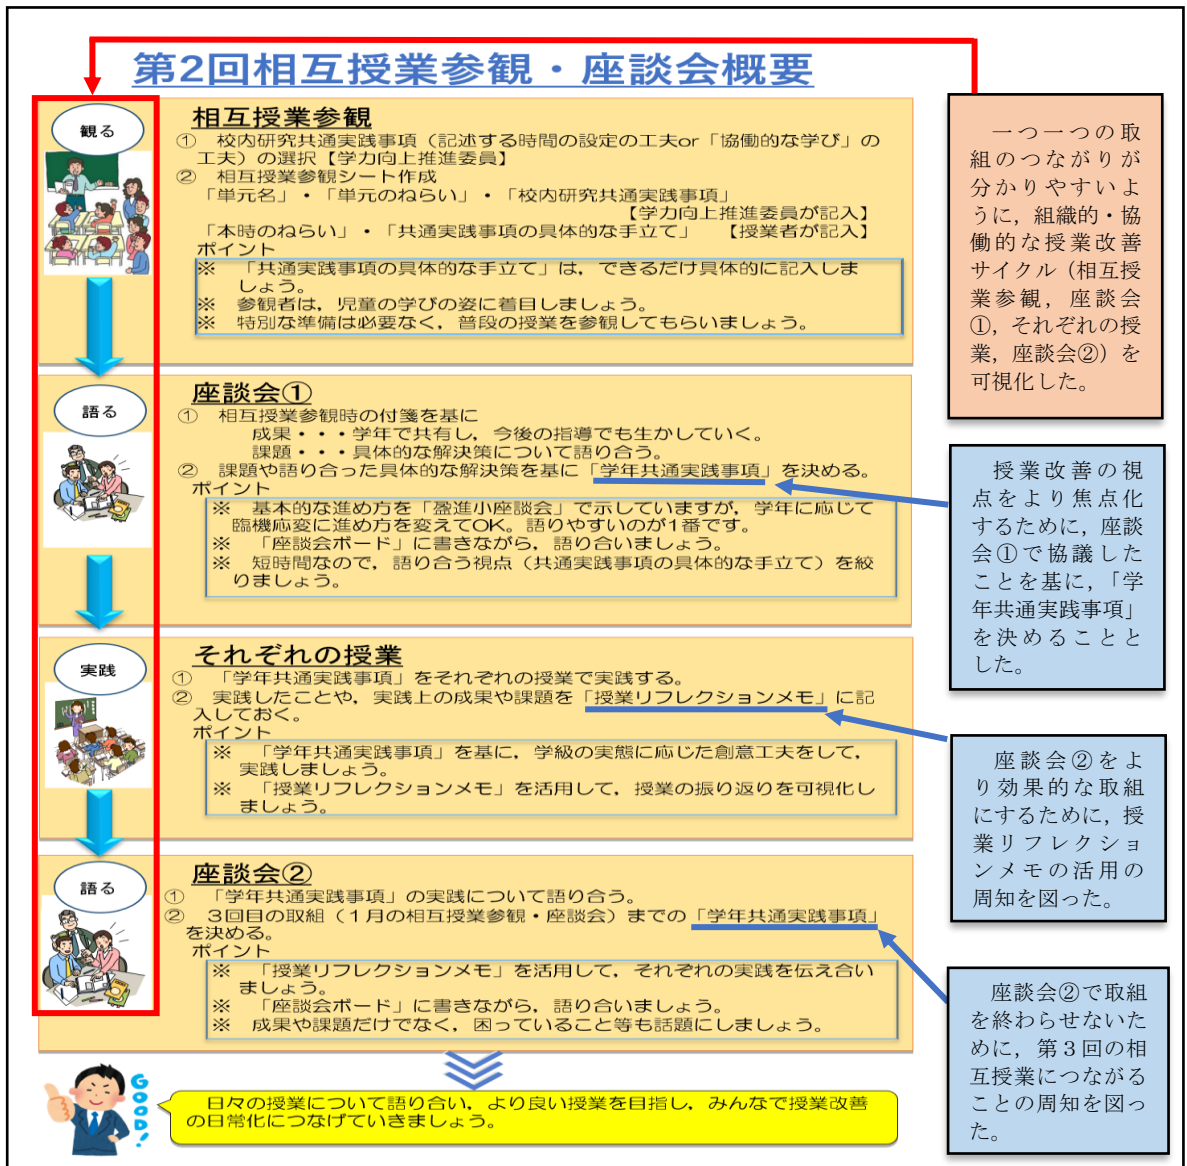 第2回相互授業参観・座談会概要
観る
相互授業参観
① 校内研究共通実践事項（記述する時間の設定の工夫or「協働的な学び」の
工夫）の選択【学力向上推進委員】
② 相互授業参観シート作成
「単元名」・「単元のねらい」・「校内研究共通実践事項」
【学力向上推進委員が記入】
「本時のねらい」・「共通実践事項の具体的な手立て」 【授業者が記入】
ポイント
※ 「共通実践事項の具体的な手立て」は，できるだけ具体的に記入しま
しょう。
※ 参観者は，児童の学びの姿に着目しましょう。
※ 特別な準備は必要なく，普段の授業を参観してもらいましょう。
語る
座談会①
① 相互授業参観時の付箋を基に
成果・・・学年で共有し，今後の指導でも生かしていく。
課題・・・具体的な解決策について語り合う。
② 課題や語り合った具体的な解決策を基に「学年共通実践事項」を決める。
ポイント
※ 基本的な進め方を「盈進小座談会」で示していますが，学年に応じて
臨機応変に進め方を変えてOK。語りやすいのが1番です。
※ 「座談会ボード」に書きながら，語り合いましょう。
※ 短時間なので，語り合う視点（共通実践事項の具体的な手立て）を絞
りましょう。
実践
それぞれの授業
① 「学年共通実践事項」をそれぞれの授業で実践する。
② 実践したことや，実践上の成果や課題を「授業リフレクションメモ」に記
入しておく。
ポイント
※ 「学年共通実践事項」を基に，学級の実態に応じた創意工夫をして，
実践しましょう。
※ 「授業リフレクションメモ」を活用して，授業の振り返りを可視化し
ましょう。
語る
座談会②
① 「学年共通実践事項」の実践について語り合う。
② 3回目の取組（１月の相互授業参観・座談会）までの「学年共通実践事項」
を決める。
ポイント
※ 「授業リフレクションメモ」を活用して，それぞれの実践を伝え合い
ましょう。
※ 「座談会ボード」に書きながら，語り合いましょう。
※ 成果や課題だけでなく，困っていること等も話題にしましょう。
GOOD!
日々の授業について語り合い，より良い授業を目指し，みんなで授業改善
の日常化につなげていきましょう。
一つ一つの取
組のつながりが
分かりやすいよ
うに，組織的・協
働的な授業改善
サイクル（相互授
業参観，座談会
①，それぞれの授
業，座談会②）を
可視化した。
授業改善の視
点をより焦点化
するために，座談
会①で協議した
ことを基に，「学
年共通実践事項」
を決めることと
した。
座談会②をよ
り効果的な取組
にするために，授
業リフレクショ
ンメモの活用の
周知を図った。
座談会②で取組
を終わらせないた
めに，第３回の相
互授業につながる
ことの周知を図っ
た。